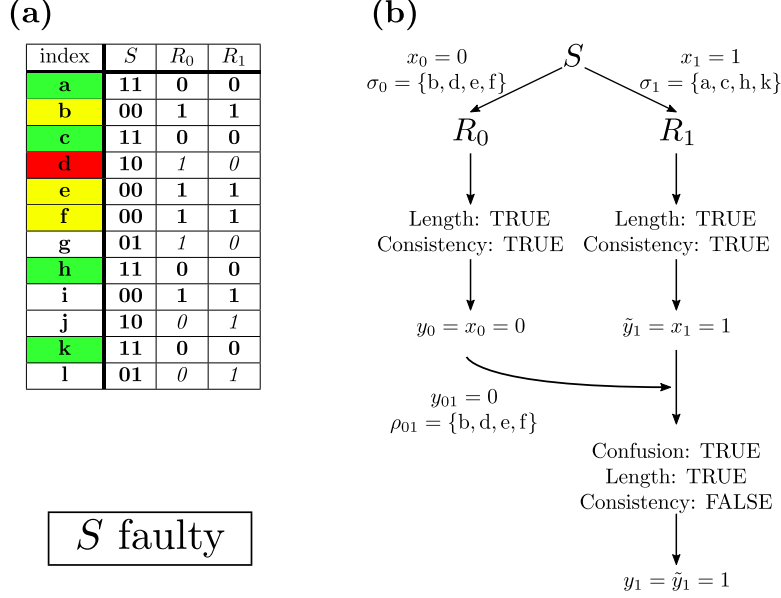 (a)
index S R₀ R₁
a 11 0 0
b 00 1 1
c 11 0 0
d 10 1 0
e 00 1 1
f 00 1 1
g 01 1 0
h 11 0 0
i 00 1 1
j 10 0 1
k 11 0 0
l 01 0 1
S faulty
(b)
S
x₀ = 0
σ₀ = {b, d, e, f}
x₁ = 1
σ₁ = {a, c, h, k}
R₀
R₁
Length: TRUE
Consistency: TRUE
Length: TRUE
Consistency: TRUE
y₀ = x₀ = 0
ỹ₁ = x₁ = 1
y₀₁ = 0
ρ₀₁ = {b, d, e, f}
Confusion: TRUE
Length: TRUE
Consistency: FALSE
y₁ = ỹ₁ = 1